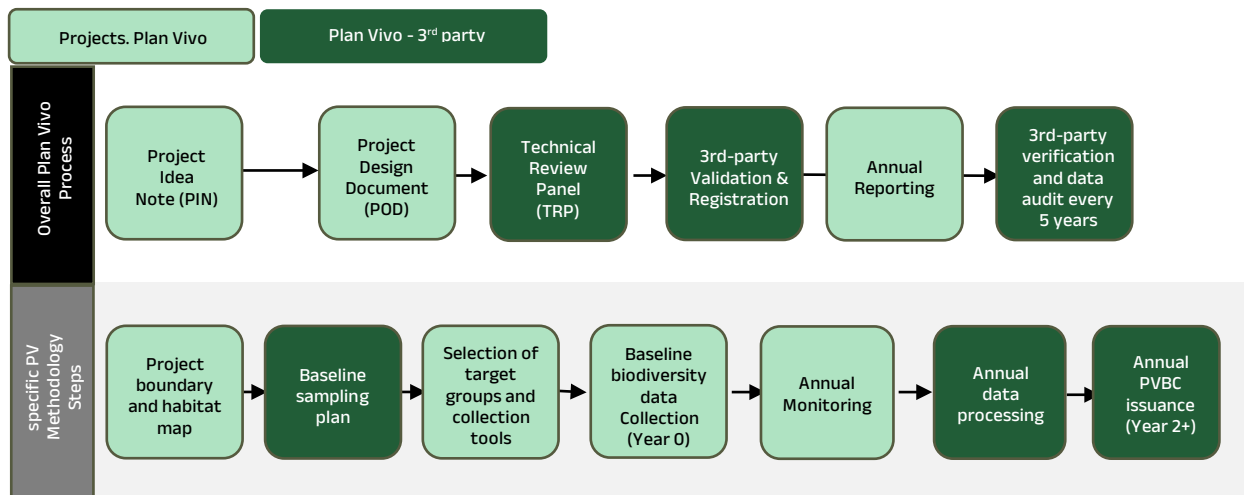 Projects. Plan Vivo
Plan Vivo - 3rd party
Overall Plan Vivo
Process
Project
Idea
Note (PIN)
Project
Design
Document
(POD)
Technical
Review
Panel
(TRP)
3rd-party
Validation &
Registration
Annual
Reporting
3rd-party
verification
and data
audit every
5 years
specific PV
Methodology
Steps
Project
boundary
and habitat
map
Baseline
sampling
plan
Selection of
target
groups and
collection
tools
Baseline
biodiversity
data
Collection
(Year 0)
Annual
Monitoring
Annual
data
processing
Annual
PVBC
issuance
(Year 2+)